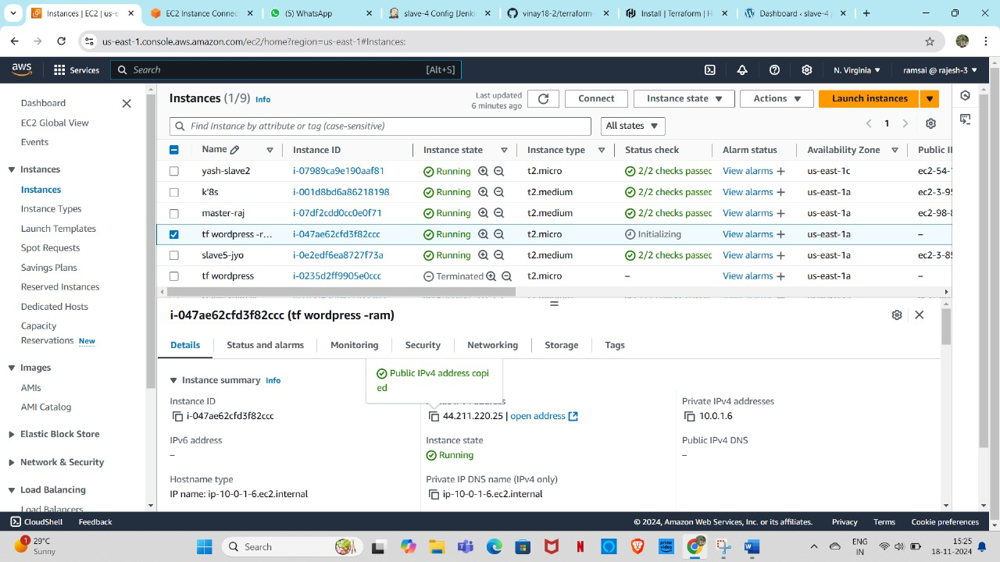 Instances | EC2 | us-e
EC2 Instance Connec
(5) WhatsApp
slave-4 Config [Jenkin
vinay18-2/terraform
Install | Terraform | H
Dashboard ‹ slave-4
us-east-1.console.aws.amazon.com/ec2/home?region=us-east-1#Instances:
aws
Services
Search
[Alt+S]
N. Virginia
ramsai @ rajesh-3
Dashboard
EC2 Global View
Events
Instances
Instances
Instance Types
Launch Templates
Spot Requests
Savings Plans
Reserved Instances
Dedicated Hosts
Capacity
Reservations New
Images
AMIs
AMI Catalog
Elastic Block Store
Network & Security
Load Balancing
Load Balancers
Instances (1/9) Info
Last updated
6 minutes ago
Connect
Instance state
Actions
Launch instances
Find Instance by attribute or tag (case-sensitive)
All states
1
Name Instance ID Instance state Instance type Status check Alarm status Availability Zone Public I
yash-slave2 i-07989ca9e190aaf81 Running t2.micro 2/2 checks passec View alarms us-east-1c ec2-54-
k'8s i-001d8bd6a86218198 Running t2.medium 2/2 checks passec View alarms us-east-1a ec2-3-95
master-raj i-07df2cdd0cc0e0f71 Running t2.medium 2/2 checks passec View alarms us-east-1a ec2-98-8
tf wordpress -r... i-047ae62cfd3f82ccc Running t2.micro Initializing View alarms us-east-1a –
slave5-jyo i-0e2edf6ea8727f73a Running t2.medium 2/2 checks passec View alarms us-east-1a ec2-3-85
tf wordpress i-0235d2ff9905e0ccc Terminated t2.micro – View alarms us-east-1a –
i-047ae62cfd3f82ccc (tf wordpress -ram)
Details Status and alarms Monitoring Security Networking Storage Tags
Public IPv4 address copi
ed
Instance summary Info
Instance ID
i-047ae62cfd3f82ccc
44.211.220.25 | open address
Private IPv4 addresses
10.0.1.6
IPv6 address
–
Instance state
Running
Public IPv4 DNS
–
Hostname type
IP name: ip-10-0-1-6.ec2.internal
Private IP DNS name (IPv4 only)
ip-10-0-1-6.ec2.internal
CloudShell Feedback
© 2024, Amazon Web Services, Inc. or its affiliates. Privacy Terms Cookie preferences
1
29°C
Sunny
Search
prime video
ENG
IN
15:25
18-11-2024